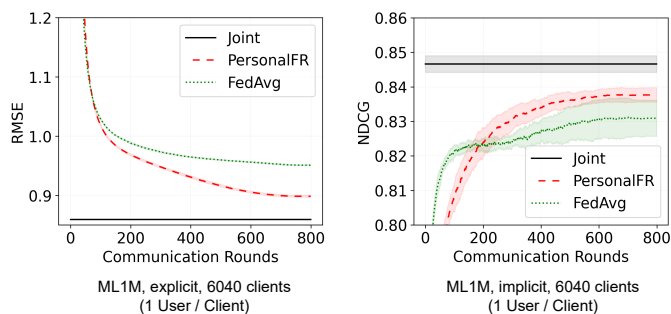 1.2
1.1
1.0
0.9
RMSE
Joint
PersonalFR
FedAvg
0 200 400 600 800
Communication Rounds
ML1M, explicit, 6040 clients
(1 User / Client)
0.86
0.85
0.84
0.83
0.82
0.81
0.80
NDCG
Joint
PersonalFR
FedAvg
0 200 400 600 800
Communication Rounds
ML1M, implicit, 6040 clients
(1 User / Client)